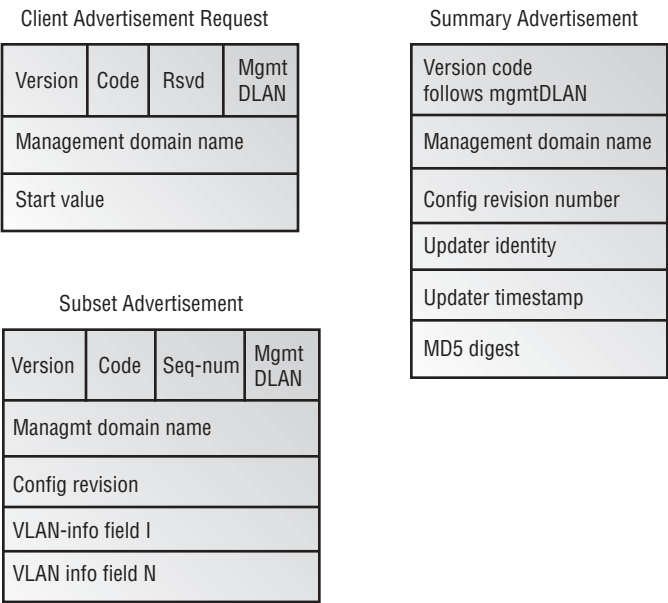 Client Advertisement Request
Version
Code
Rsvd
Mgmt
DLAN
Management domain name
Start value
Summary Advertisement
Version code
follows mgmtDLAN
Management domain name
Config revision number
Updater identity
Updater timestamp
MD5 digest
Subset Advertisement
Version
Code
Seq-num
Mgmt
DLAN
Managmt domain name
Config revision
VLAN-info field I
VLAN info field N